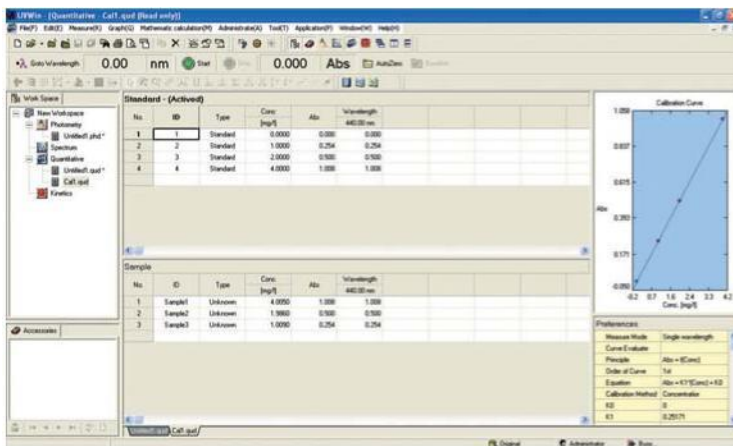 UVWin - [Quantitative - Cal1.qud (Read only)]
File(F) Edit(E) Measure(R) Graph(G) Mathematic calculation(M) Administrate(A) Tool(T) Application(P) Window(W) Help(H)
Goto Wavelength 0.00 nm Start 0.000 Abs AutoZero
Work Space
New Workspace
Photometry
Untitled1.phd *
Spectrum
Quantitative
Untitled1.qud *
Cal1.qud
Kinetics
Accessories
Standard - (Actived)
No. ID Type Conc [mg/l] Abs Wavelength 440.00 nm
1 1 Standard 0.0000 0.000 0.000
2 2 Standard 1.0000 0.254 0.254
3 3 Standard 2.0000 0.500 0.500
4 4 Standard 4.0000 1.008 1.008
Sample
No. ID Type Conc [mg/l] Abs Wavelength 440.00 nm
1 Sample1 Unknown 4.0050 1.008 1.008
2 Sample2 Unknown 1.9860 0.500 0.500
3 Sample3 Unknown 1.0090 0.254 0.254
Untitled1.qud Cal1.qud
Calibration Curve
1.058
0.837
0.615
Abs
0.393
0.171
-0.050
-0.2 0.7 1.6 2.4 3.3 4.2
Conc. [mg/l]
Preferences
Measure Mode Single wavelength
Curve Evaluate
Principle Abs = f(Conc)
Order of Curve 1st
Equation Abs = K1*(Conc) + K0
Calibration Method Concentration
K0 0
K1 0.25171
Original Administrator Busy